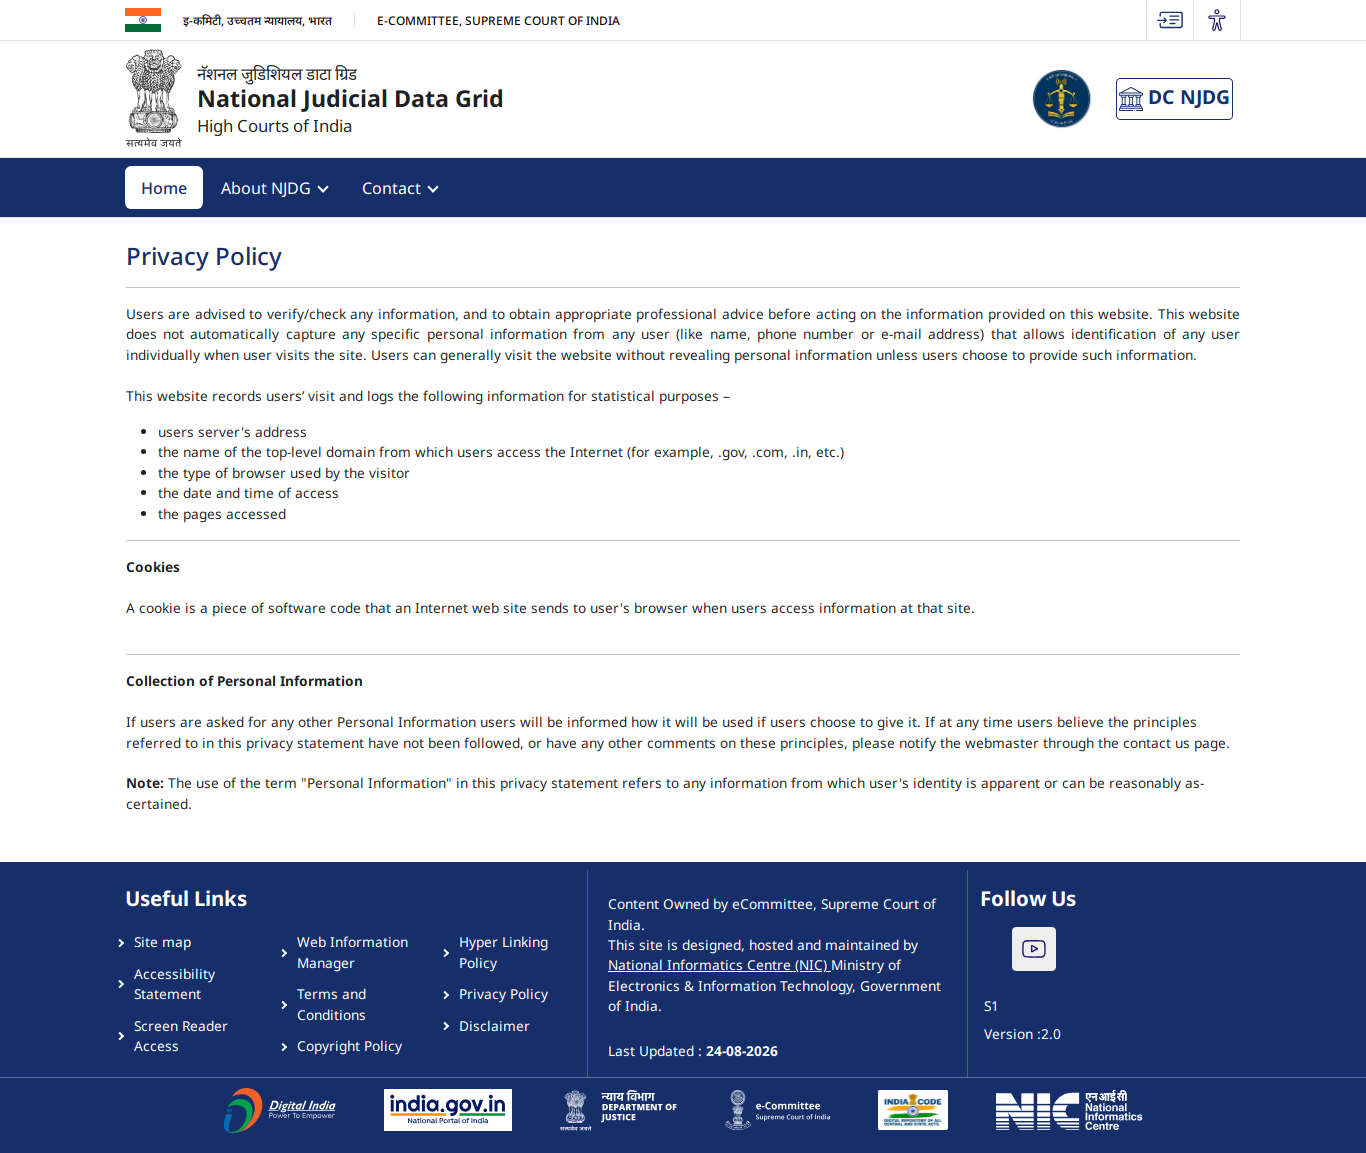 इ-कमिटी, उच्चतम न्यायालय, भारत
E-COMMITTEE, SUPREME COURT OF INDIA
सत्यमेव जयते
नॅशनल जुडिशियल डाटा ग्रिड
National Judicial Data Grid
High Courts of India
DC NJDG
Home
About NJDG
Contact
Privacy Policy
Users are advised to verify/check any information, and to obtain appropriate professional advice before acting on the information provided on this website. This website
does not automatically capture any specific personal information from any user (like name, phone number or e-mail address) that allows identification of any user
individually when user visits the site. Users can generally visit the website without revealing personal information unless users choose to provide such information.
This website records users’ visit and logs the following information for statistical purposes –
users server's address
the name of the top-level domain from which users access the Internet (for example, .gov, .com, .in, etc.)
the type of browser used by the visitor
the date and time of access
the pages accessed
Cookies
A cookie is a piece of software code that an Internet web site sends to user's browser when users access information at that site.
Collection of Personal Information
If users are asked for any other Personal Information users will be informed how it will be used if users choose to give it. If at any time users believe the principles
referred to in this privacy statement have not been followed, or have any other comments on these principles, please notify the webmaster through the contact us page.
Note: The use of the term "Personal Information" in this privacy statement refers to any information from which user's identity is apparent or can be reasonably as-
certained.
Useful Links
Site map
Accessibility
Statement
Screen Reader
Access
Web Information
Manager
Terms and
Conditions
Copyright Policy
Hyper Linking
Policy
Privacy Policy
Disclaimer
Content Owned by eCommittee, Supreme Court of
India.
This site is designed, hosted and maintained by
National Informatics Centre (NIC) Ministry of
Electronics & Information Technology, Government
of India.
Last Updated : 24-08-2026
Follow Us
S1
Version :2.0
Digital India
Power To Empower
india.gov.in
National Portal of India
सत्यमेव जयते
न्याय विभाग
DEPARTMENT OF
JUSTICE
e-Committee
Supreme Court of India
INDIA CODE
DIGITAL REPOSITORY OF ALL
CENTRAL AND STATE ACTS
NIC
एनआईसी
National
Informatics
Centre